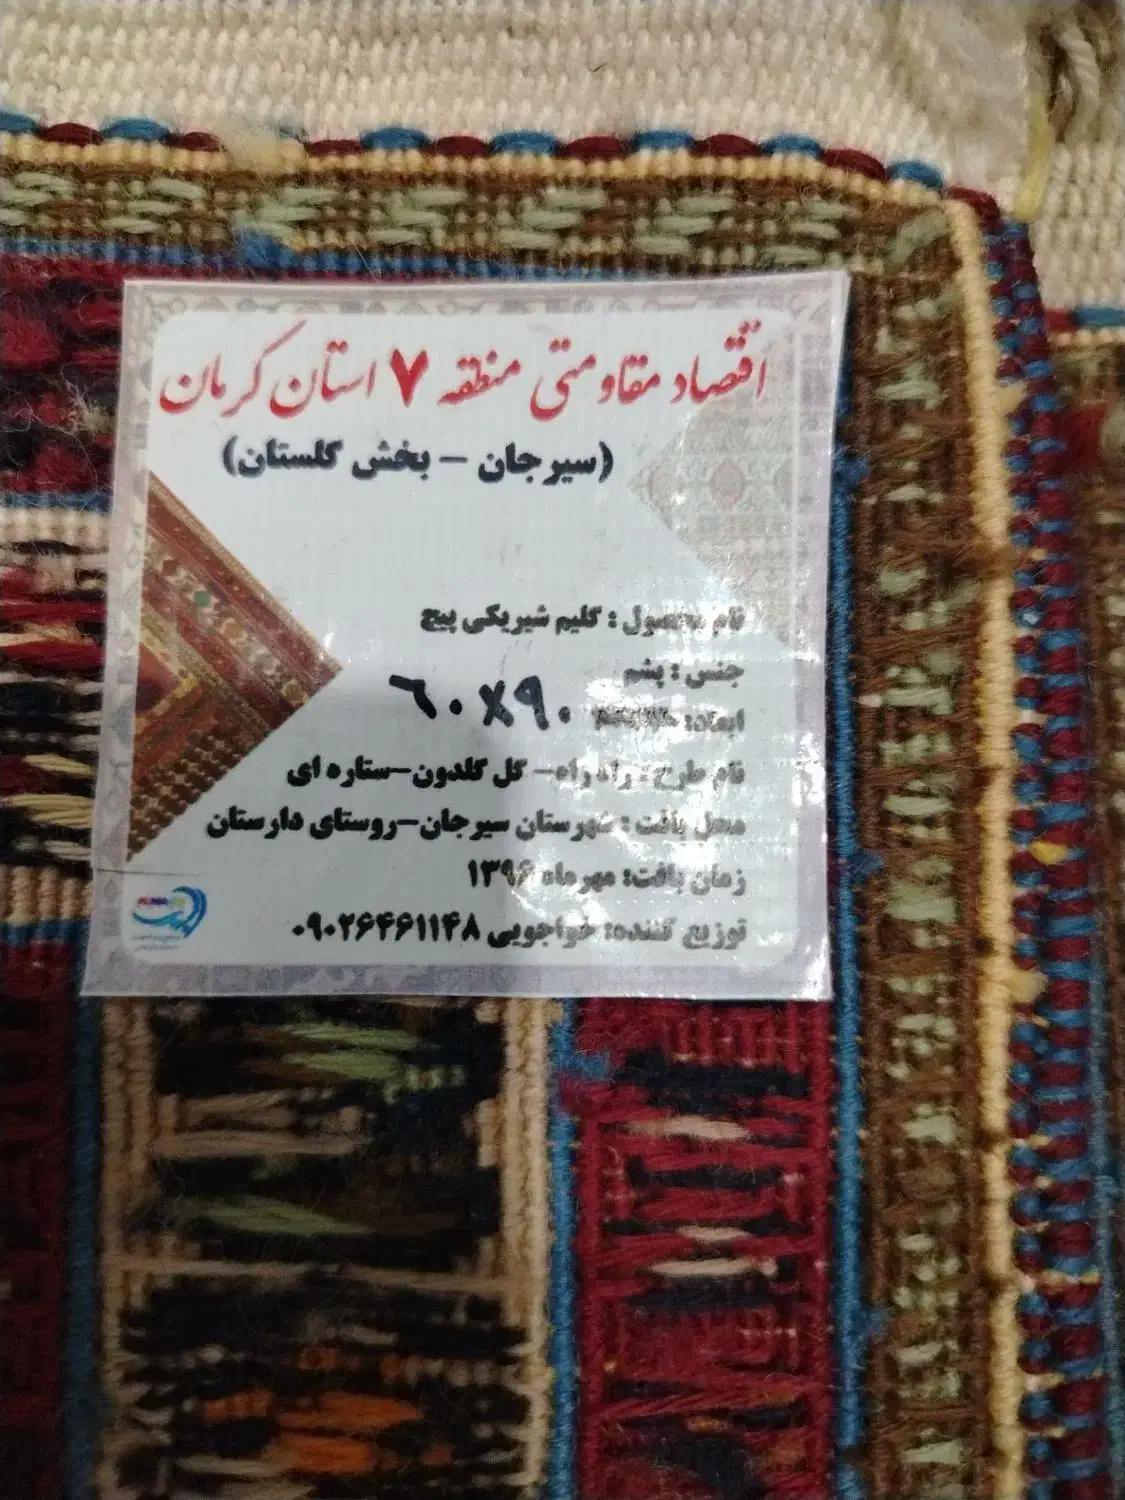 اقتصاد مقاومتی منطقه ۷ استان کرمان
(سیرجان – بخش گلستان)
نام محصول : گلیم شیریکی پیچ
جنس : پشم
ابعاد: ۶۰x۹۰
نام طرح: راه راه– گل گلدون–ستاره ای
محل بافت : شهرستان سیرجان–روستای دارستان
زمان بافت: مهرماه ۱۳۹۶
توزیع کننده: خواجویی ۰۹۰۲۶۴۶۱۱۴۸